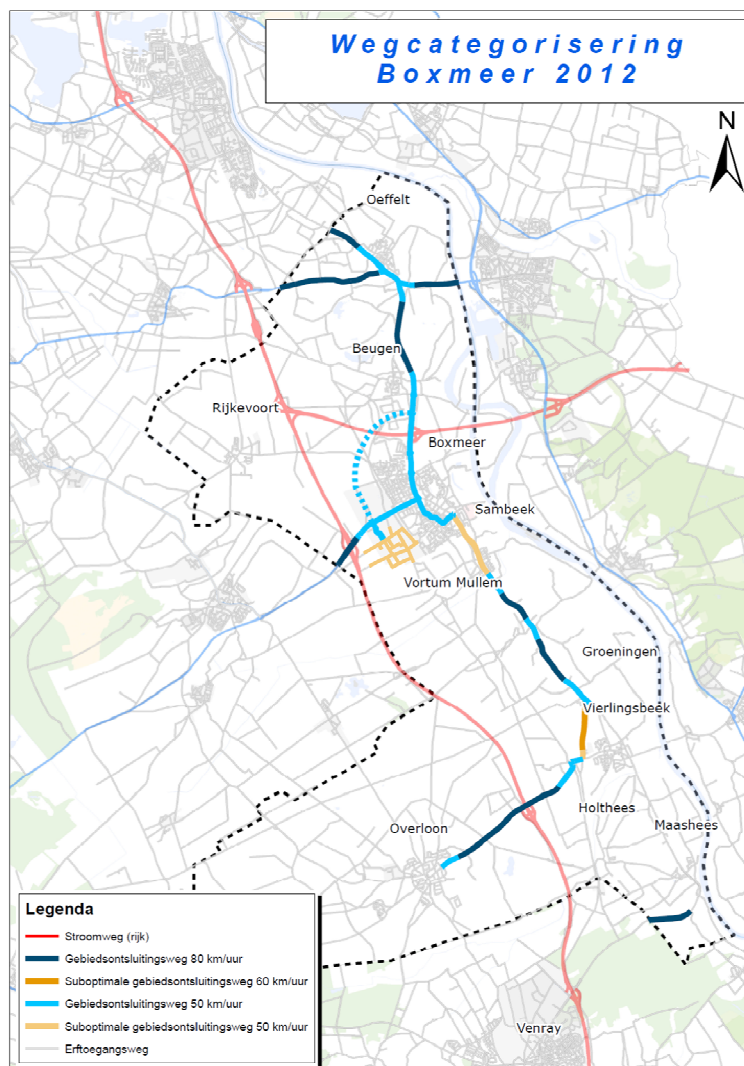 Wegcategorisering
Boxmeer 2012
N
Oeffelt
Beugen
Rijkevoort
Boxmeer
Sambeek
Vortum Mullem
Groeningen
Vierlingsbeek
Holthees
Overloon
Maashees
Legenda
Stroomweg (rijk)
Gebiedsontsluitingsweg 80 km/uur
Suboptimale gebiedsontsluitingsweg 60 km/uur
Gebiedsontsluitingsweg 50 km/uur
Suboptimale gebiedsontsluitingsweg 50 km/uur
Erftoegangsweg
Venray